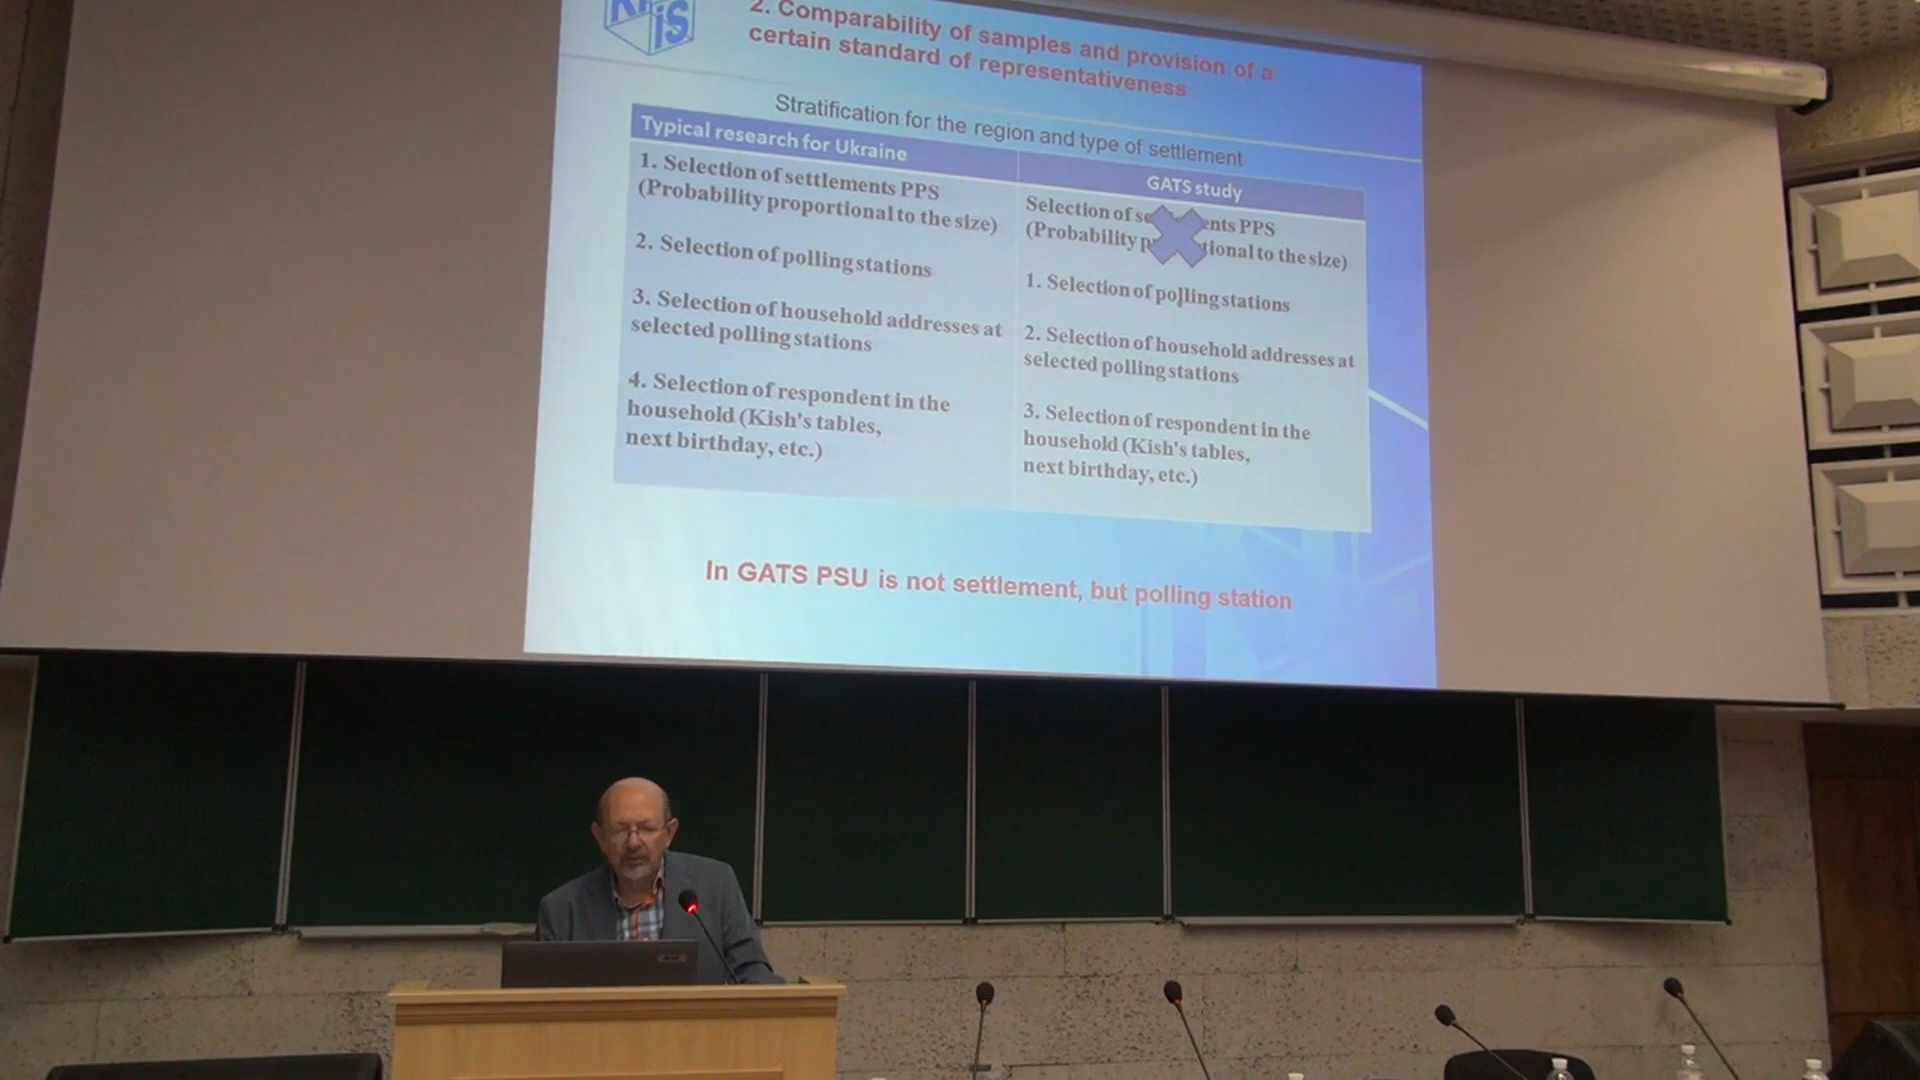 KIIS
2. Comparability of samples and provision of a
certain standard of representativeness
Stratification for the region and type of settlement
Typical research for Ukraine
1. Selection of settlements PPS
(Probability proportional to the size)
2. Selection of polling stations
3. Selection of household addresses at
selected polling stations
4. Selection of respondent in the
household (Kish's tables,
next birthday, etc.)
GATS study
Selection of se ents PPS
(Probability p tional to the size)
1. Selection of polling stations
2. Selection of household addresses at
selected polling stations
3. Selection of respondent in the
household (Kish's tables,
next birthday, etc.)
In GATS PSU is not settlement, but polling station
acer